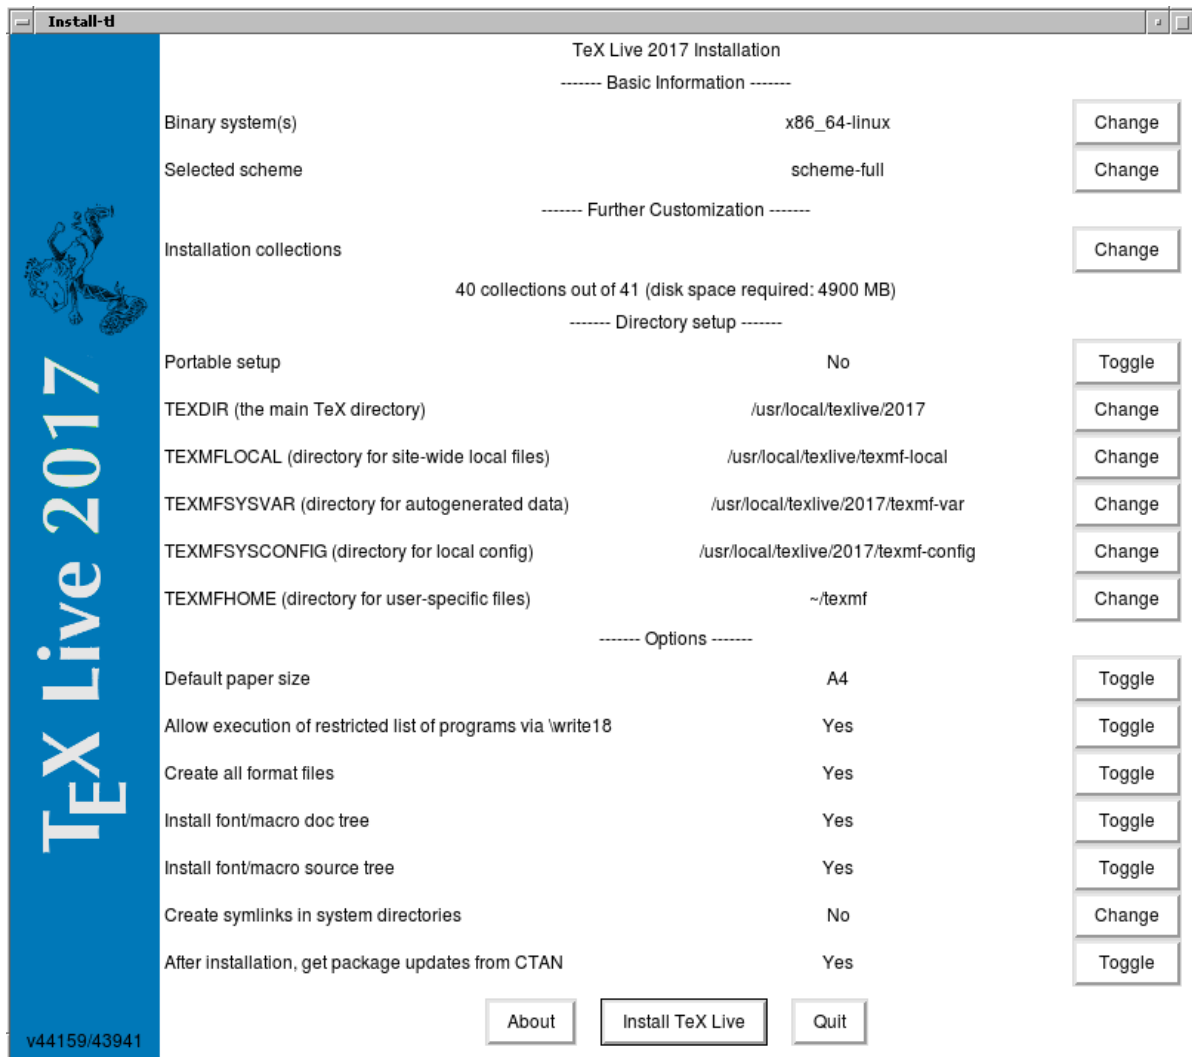 Install-tl
TeX Live 2017 Installation
------- Basic Information -------
Binary system(s) x86_64-linux Change
Selected scheme scheme-full Change
------- Further Customization -------
Installation collections Change
40 collections out of 41 (disk space required: 4900 MB)
------- Directory setup -------
Portable setup No Toggle
TEXDIR (the main TeX directory) /usr/local/texlive/2017 Change
TEXMFLOCAL (directory for site-wide local files) /usr/local/texlive/texmf-local Change
TEXMFSYSVAR (directory for autogenerated data) /usr/local/texlive/2017/texmf-var Change
TEXMFSYSCONFIG (directory for local config) /usr/local/texlive/2017/texmf-config Change
TEXMFHOME (directory for user-specific files) ~/texmf Change
------- Options -------
Default paper size A4 Toggle
Allow execution of restricted list of programs via \write18 Yes Toggle
Create all format files Yes Toggle
Install font/macro doc tree Yes Toggle
Install font/macro source tree Yes Toggle
Create symlinks in system directories No Change
After installation, get package updates from CTAN Yes Toggle
About Install TeX Live Quit
TEX Live 2017
v44159/43941